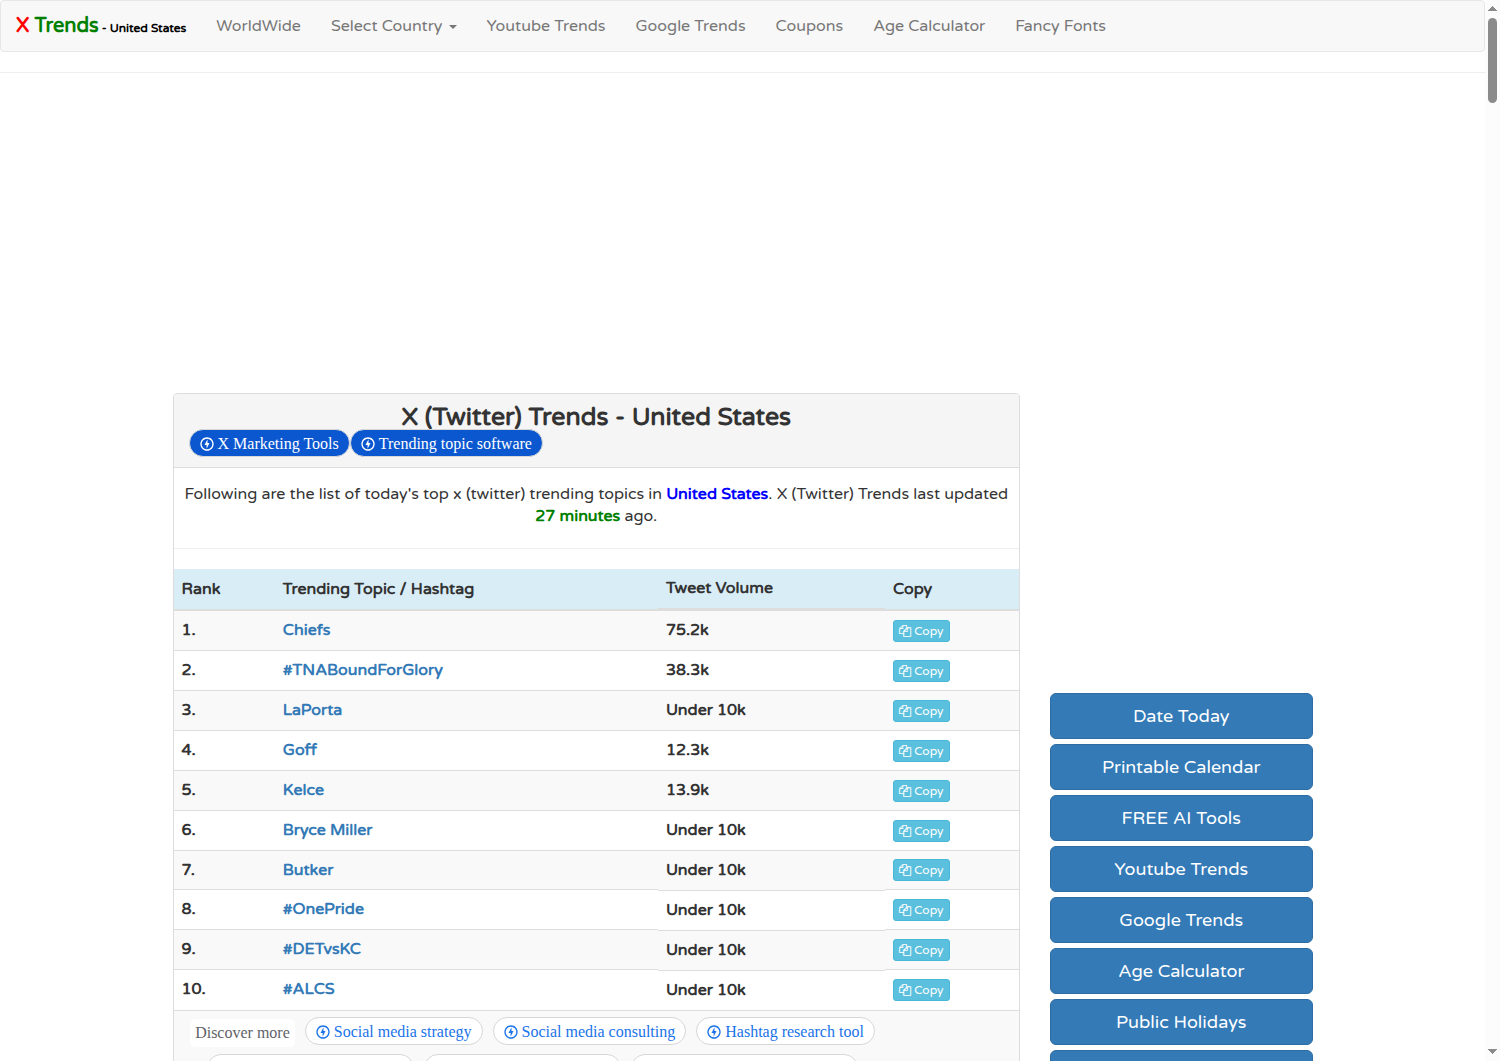 X Trends - United States WorldWide Select Country Youtube Trends Google Trends Coupons Age Calculator Fancy Fonts
X (Twitter) Trends - United States
X Marketing Tools Trending topic software
Following are the list of today's top x (twitter) trending topics in United States. X (Twitter) Trends last updated
27 minutes ago.
Rank Trending Topic / Hashtag Tweet Volume Copy
1. Chiefs 75.2k Copy
2. #TNABoundForGlory 38.3k Copy
3. LaPorta Under 10k Copy
4. Goff 12.3k Copy
5. Kelce 13.9k Copy
6. Bryce Miller Under 10k Copy
7. Butker Under 10k Copy
8. #OnePride Under 10k Copy
9. #DETvsKC Under 10k Copy
10. #ALCS Under 10k Copy
Discover more Social media strategy Social media consulting Hashtag research tool
Date Today
Printable Calendar
FREE AI Tools
Youtube Trends
Google Trends
Age Calculator
Public Holidays